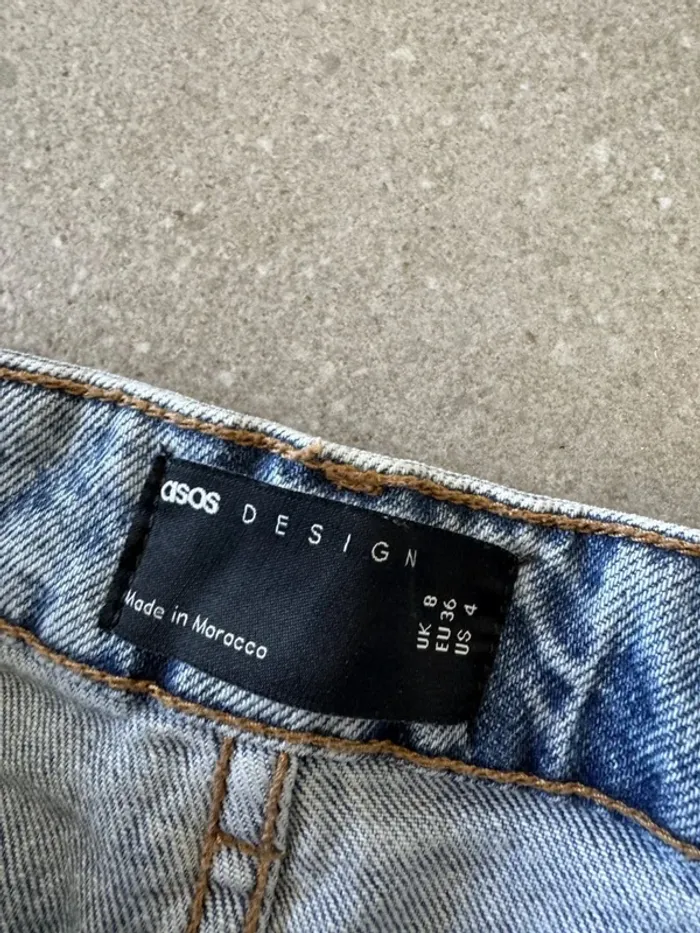 asos DESIGN
Made in Morocco
UK 8
EU 36
US 4